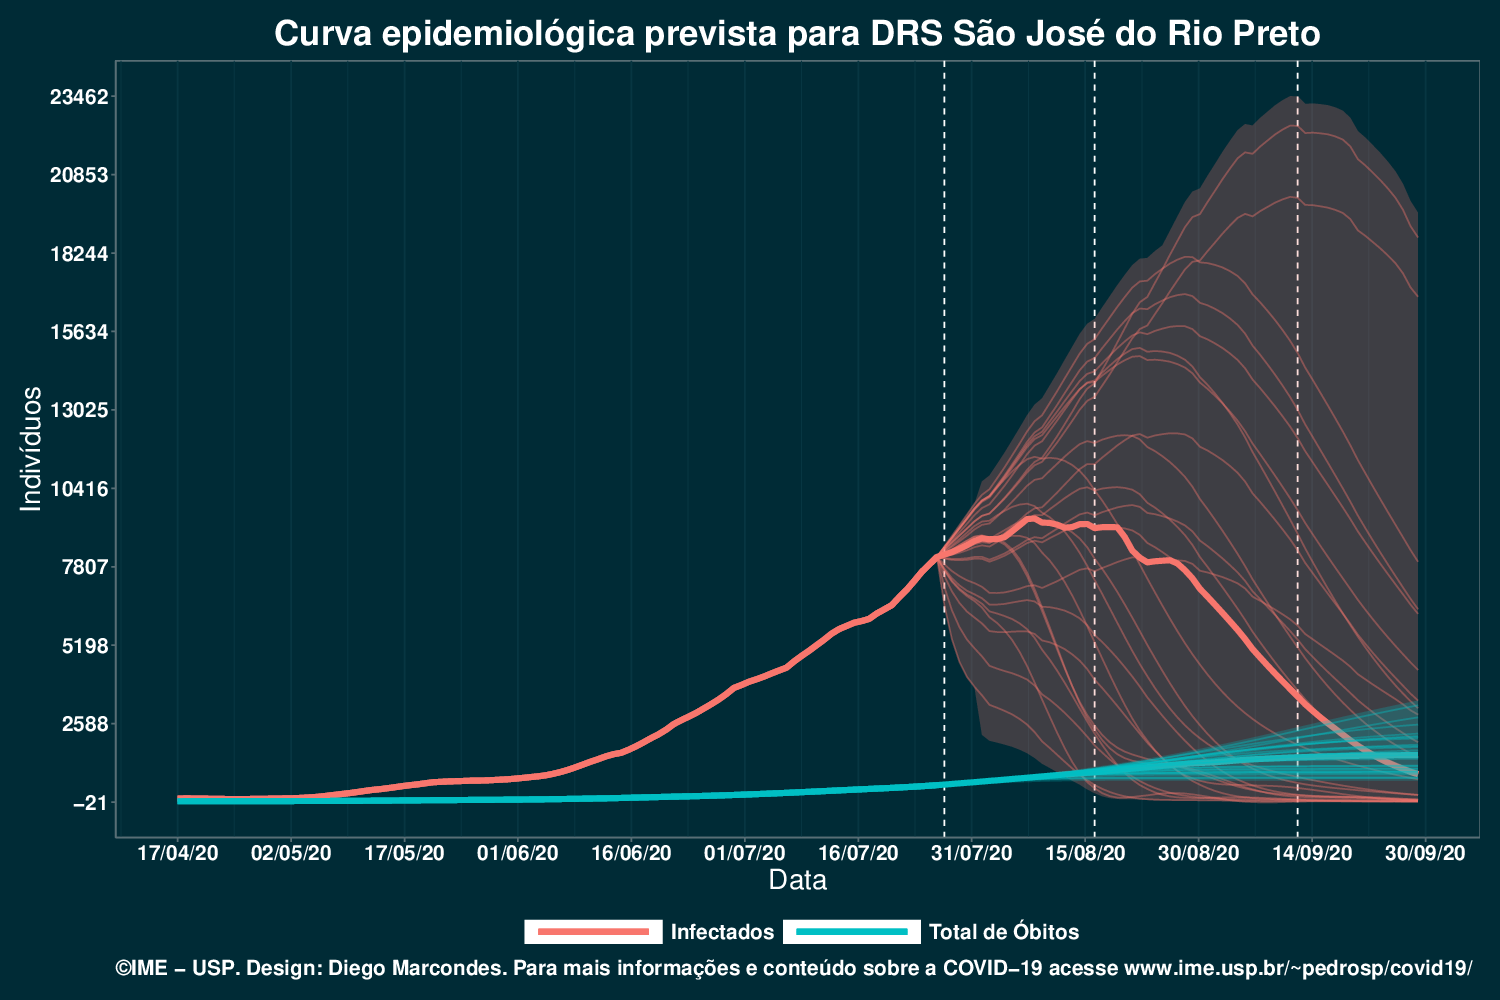 Curva epidemiológica prevista para DRS São José do Rio Preto
23462
20853
18244
15634
13025
10416
7807
5198
2588
−21
Indivíduos
17/04/20 02/05/20 17/05/20 01/06/20 16/06/20 01/07/20 16/07/20 31/07/20 15/08/20 30/08/20 14/09/20 30/09/20
Data
Infectados Total de Óbitos
©IME − USP. Design: Diego Marcondes. Para mais informações e conteúdo sobre a COVID−19 acesse www.ime.usp.br/~pedrosp/covid19/